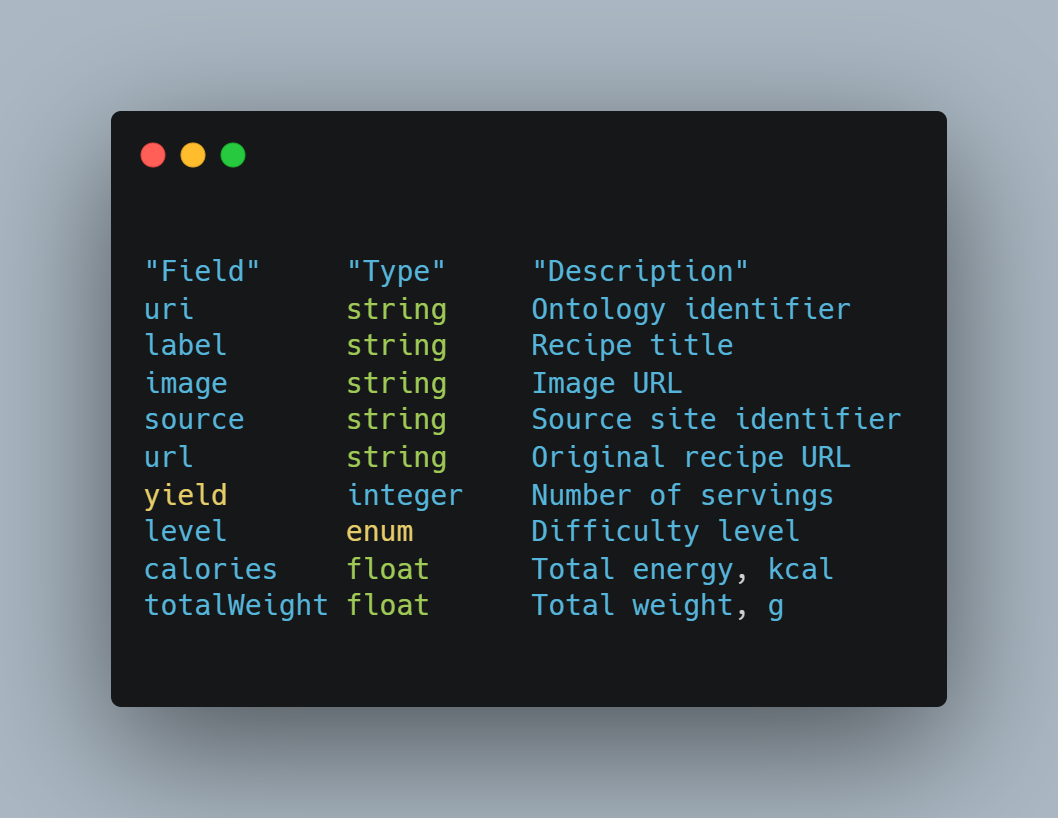 "Field" "Type" "Description"
uri string Ontology identifier
label string Recipe title
image string Image URL
source string Source site identifier
url string Original recipe URL
yield integer Number of servings
level enum Difficulty level
calories float Total energy, kcal
totalWeight float Total weight, g